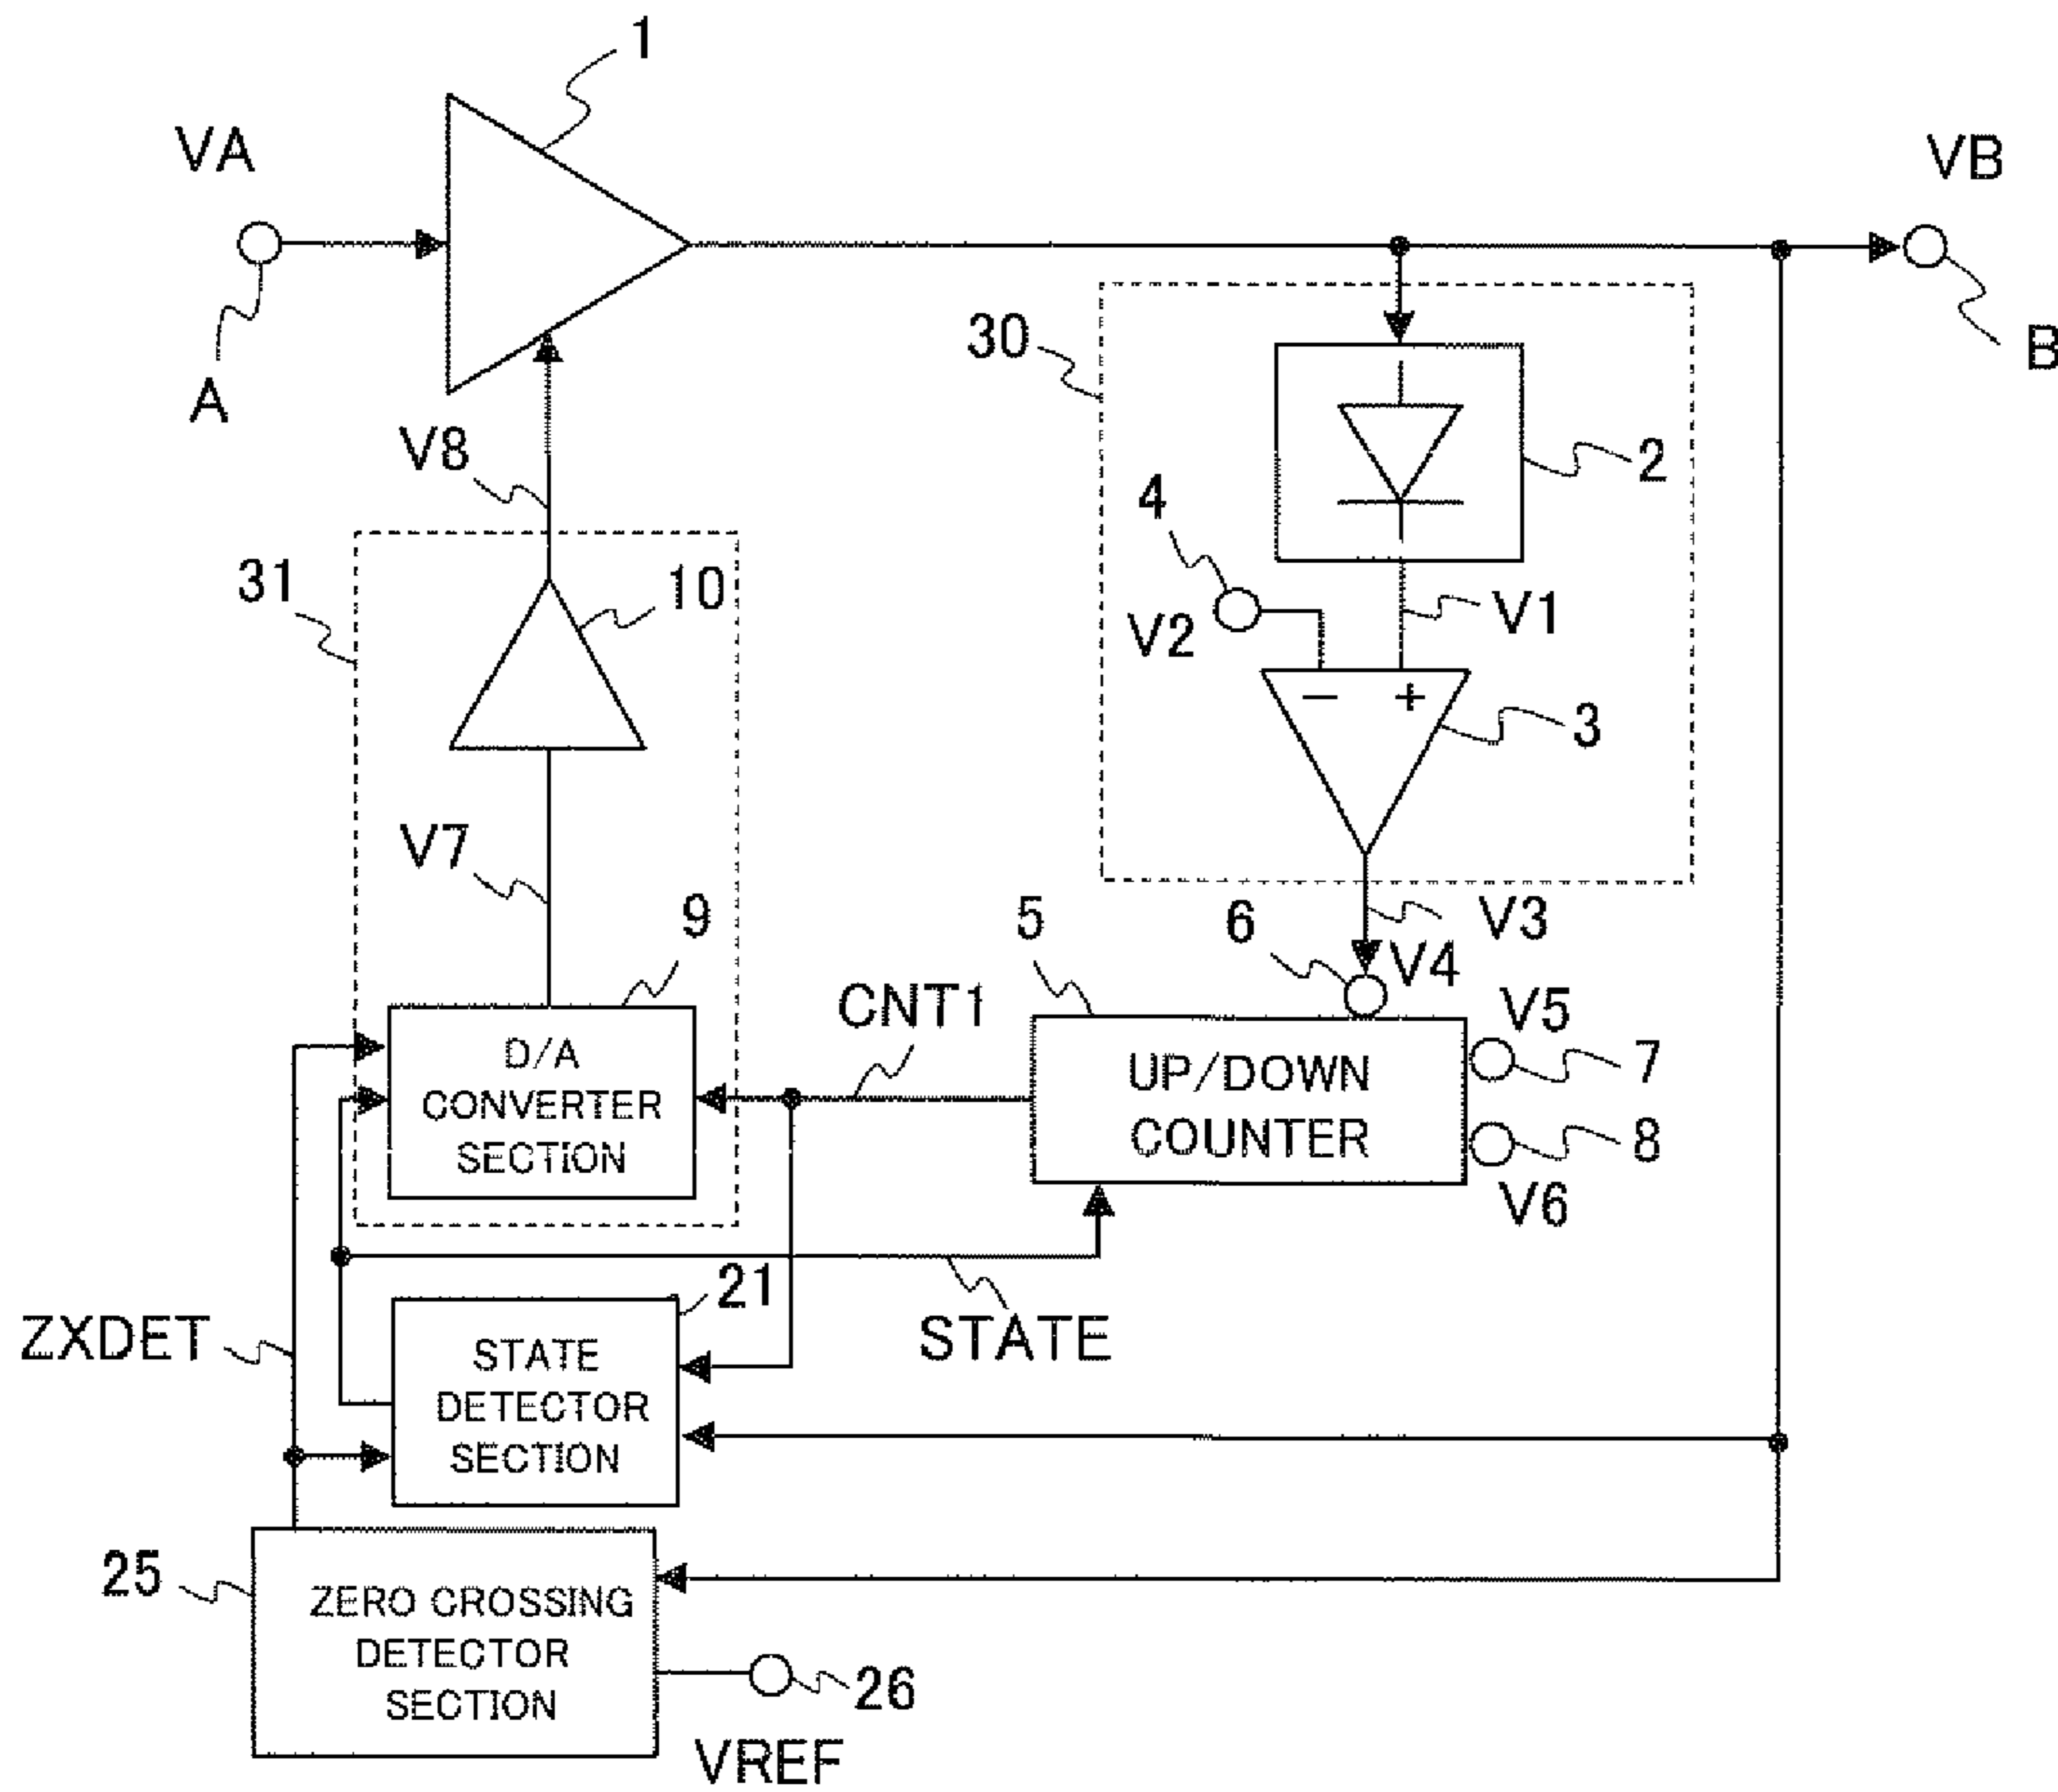 1
VA
VB
A
B
30
V8
2
4
31
10
V2
V1
3
V7
9
5
6
V3
V4
CNT1
V5
7
D/A
CONVERTER
SECTION
UP/DOWN
COUNTER
8
V6
21
ZXDET
STATE
STATE
DETECTOR
SECTION
25
ZERO CROSSING
DETECTOR
SECTION
26
VREF
− +